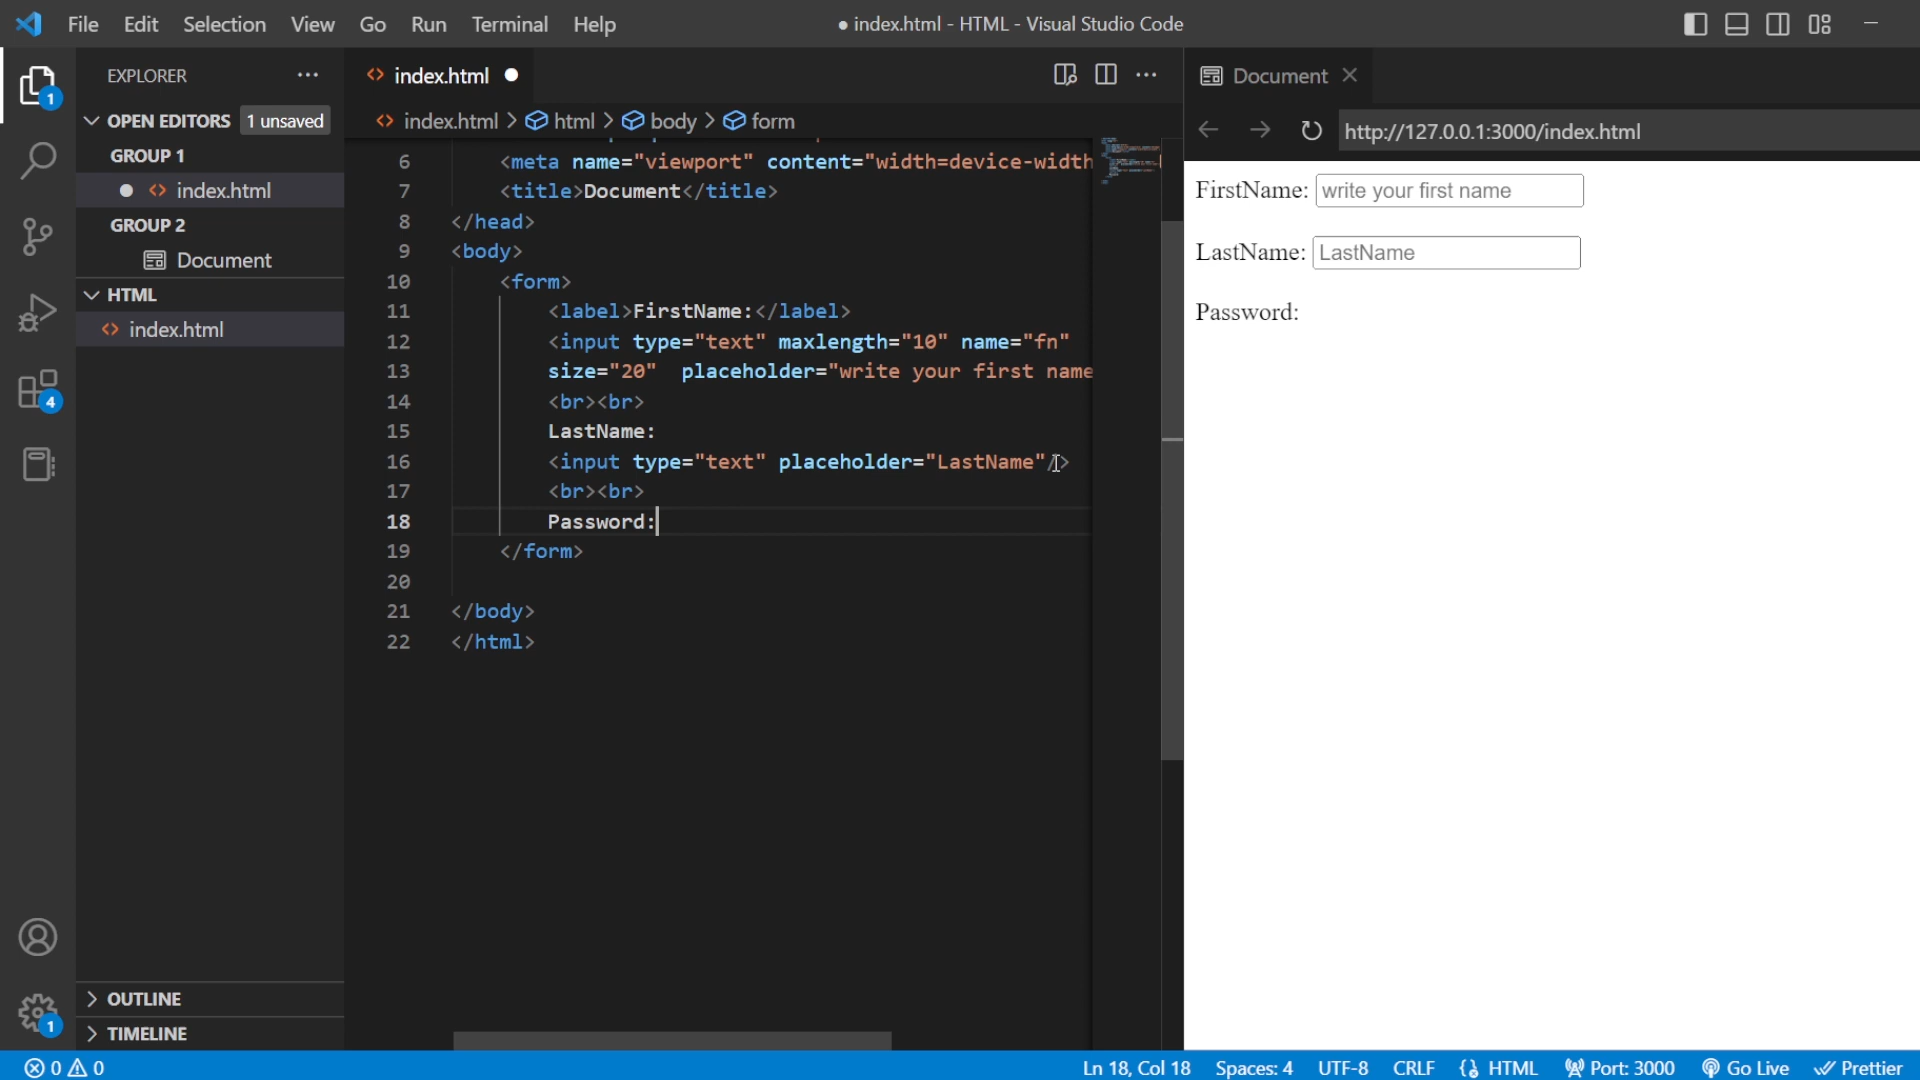 File Edit Selection View Go Run Terminal Help
● index.html - HTML - Visual Studio Code
EXPLORER
OPEN EDITORS 1 unsaved
GROUP 1
index.html
GROUP 2
Document
HTML
index.html
OUTLINE
TIMELINE
1
4
1
index.html
index.html > html > body > form
6 <meta name="viewport" content="width=device-width
7 <title>Document</title>
8 </head>
9 <body>
10 <form>
11 <label>FirstName:</label>
12 <input type="text" maxlength="10" name="fn"
13 size="20"  placeholder="write your first name
14 <br><br>
15 LastName:
16 <input type="text" placeholder="LastName"/>
17 <br><br>
18 Password:
19 </form>
20
21 </body>
22 </html>
Document
http://127.0.0.1:3000/index.html
FirstName: write your first name
LastName: LastName
Password:
0 0 Ln 18, Col 18 Spaces: 4 UTF-8 CRLF HTML Port: 3000 Go Live Prettier